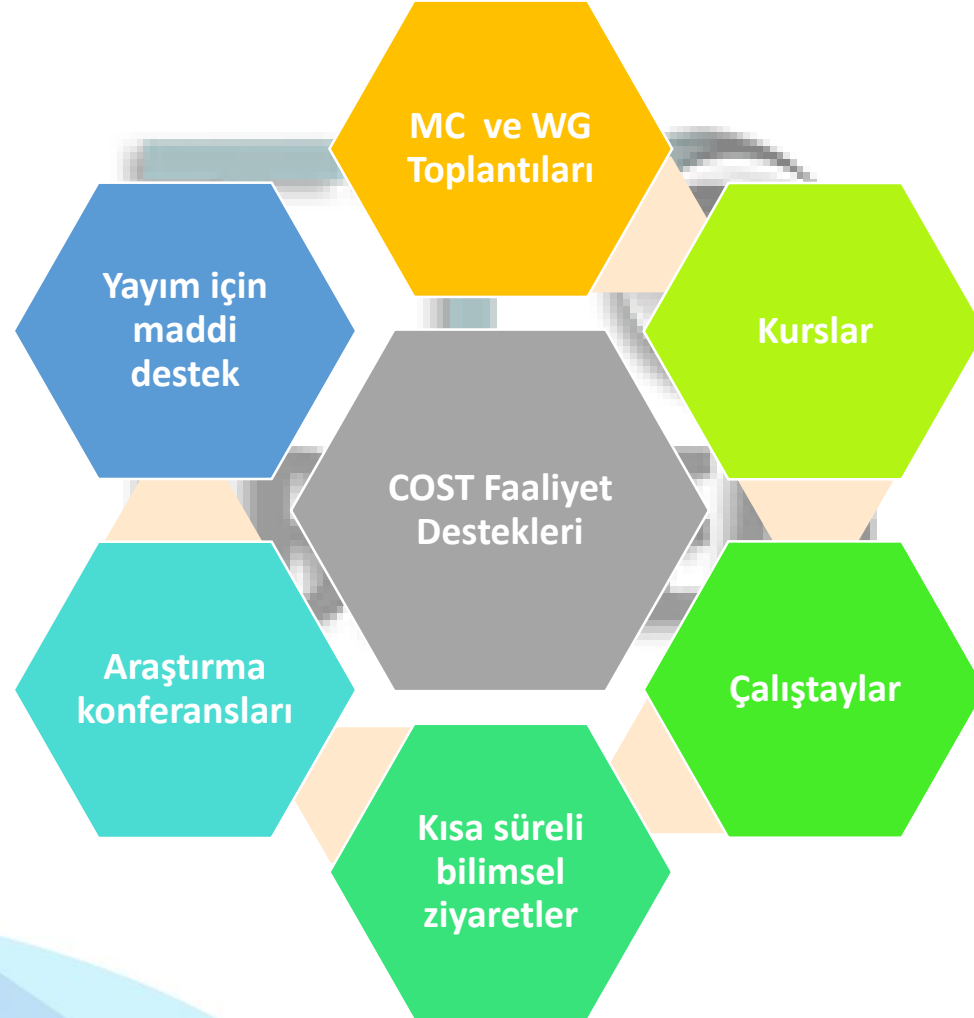 MC ve WG
Toplantıları
Kurslar
Çalıştaylar
Kısa süreli
bilimsel
ziyaretler
Araştırma
konferansları
Yayım için
maddi
destek
COST Faaliyet
Destekleri